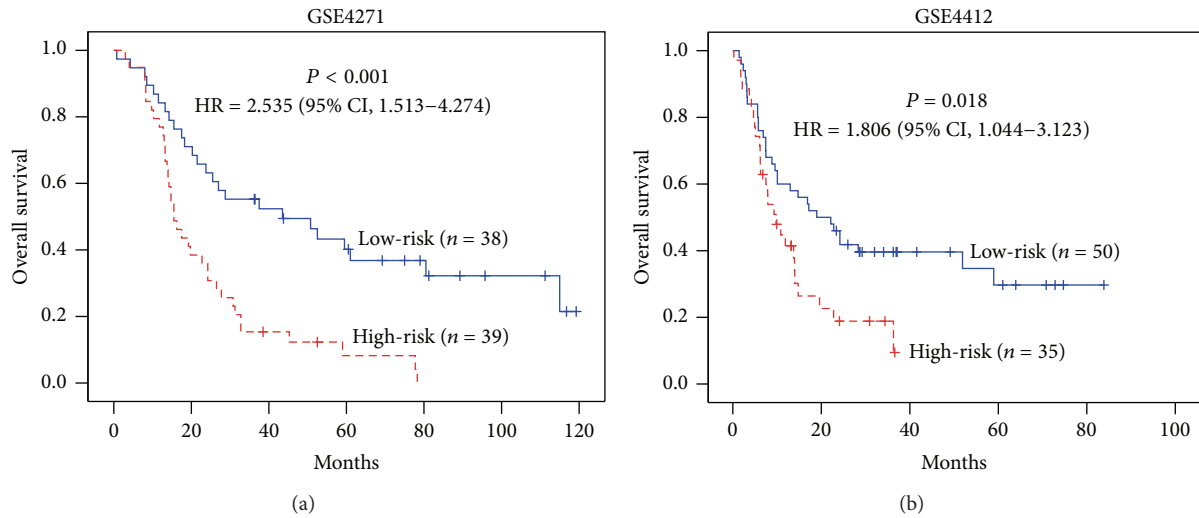 GSE4271
1.0
0.8
0.6
0.4
0.2
0.0
Overall survival
P < 0.001
HR = 2.535 (95% CI, 1.513–4.274)
Low-risk (n = 38)
High-risk (n = 39)
0 20 40 60 80 100 120
Months
(a)
GSE4412
1.0
0.8
0.6
0.4
0.2
0.0
Overall survival
P = 0.018
HR = 1.806 (95% CI, 1.044–3.123)
Low-risk (n = 50)
High-risk (n = 35)
0 20 40 60 80 100
Months
(b)